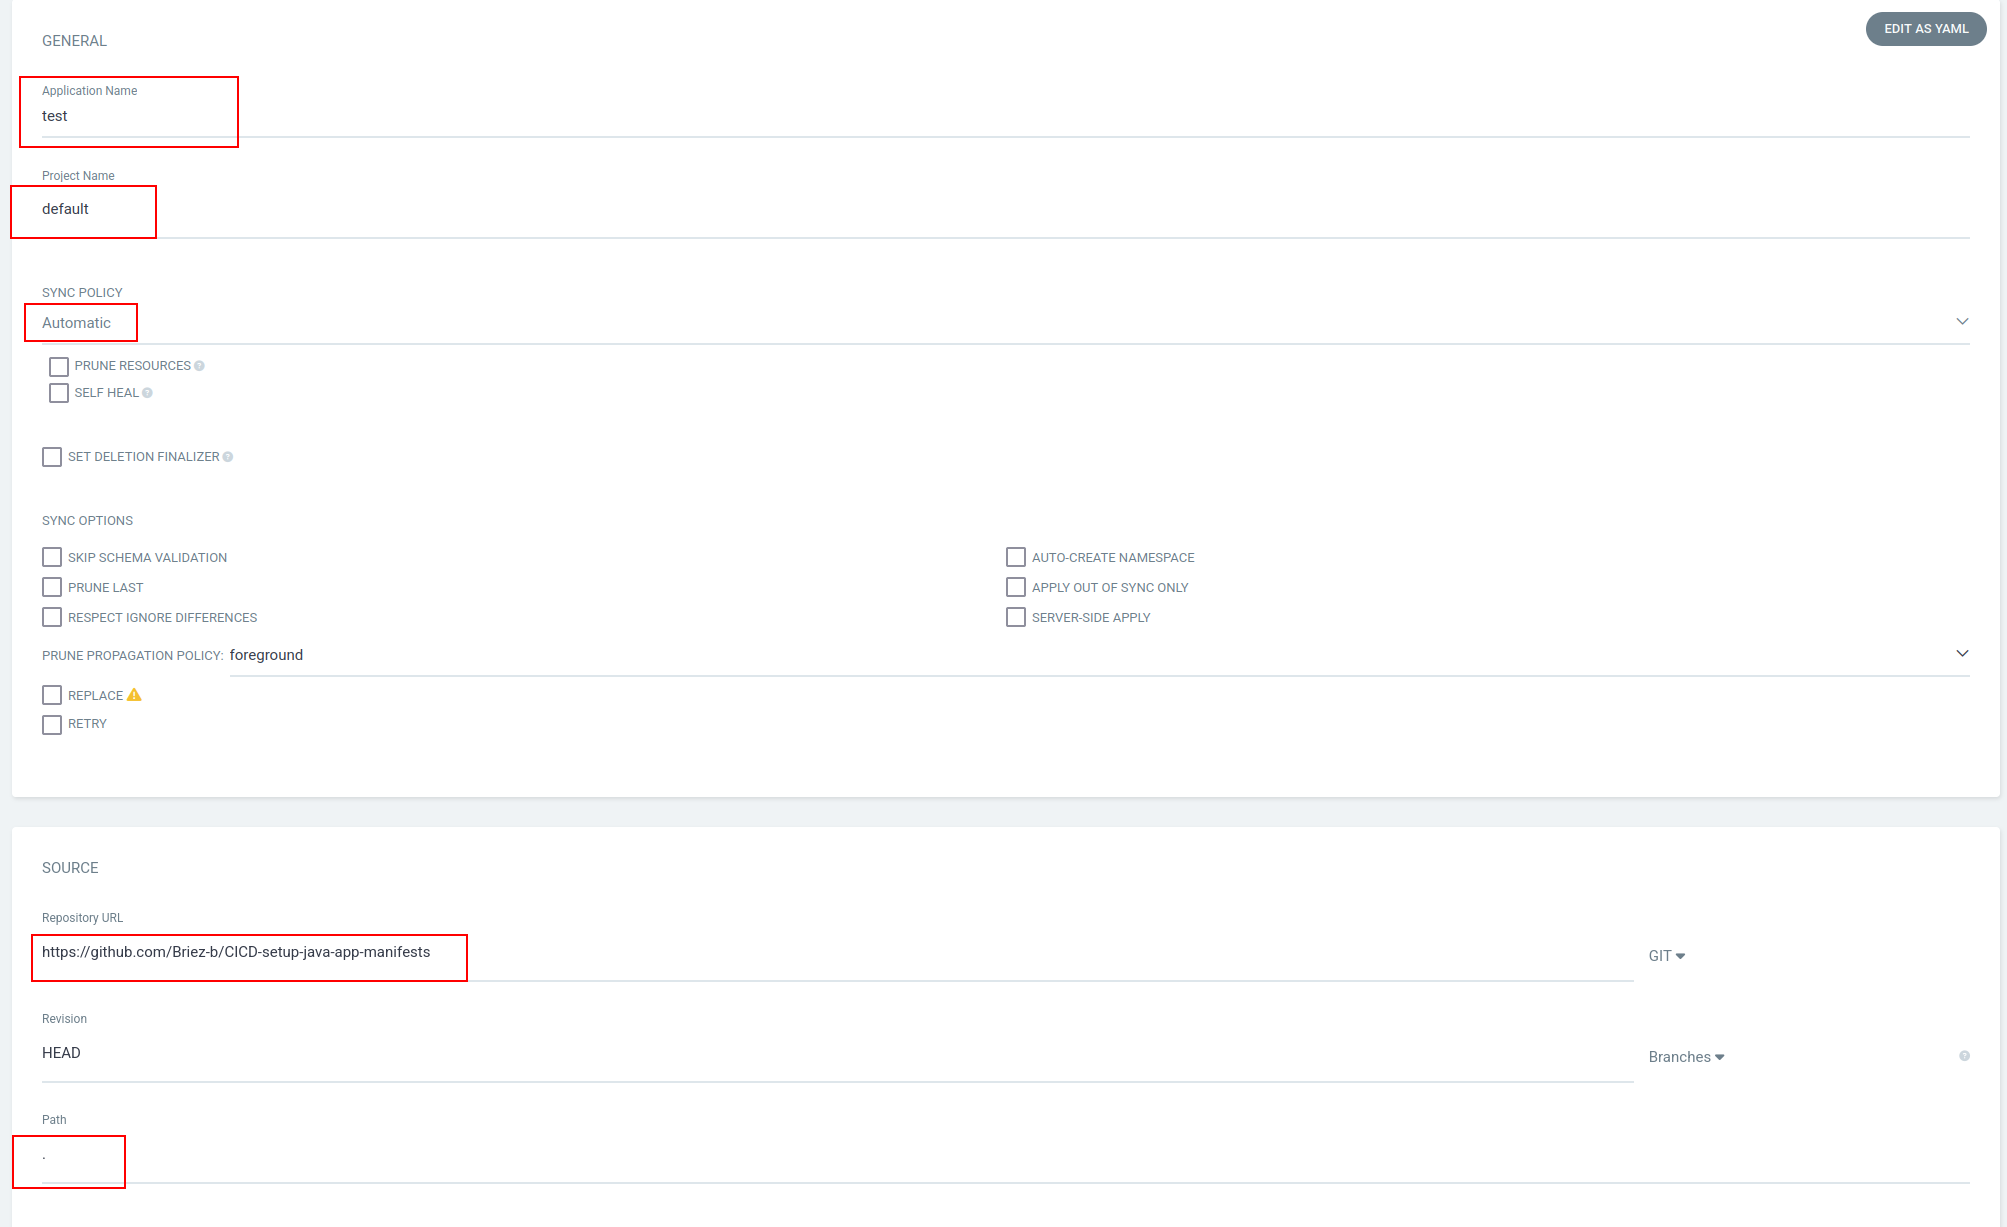 GENERAL
EDIT AS YAML
Application Name
test
Project Name
default
SYNC POLICY
Automatic
PRUNE RESOURCES ?
SELF HEAL ?
SET DELETION FINALIZER ?
SYNC OPTIONS
SKIP SCHEMA VALIDATION
AUTO-CREATE NAMESPACE
PRUNE LAST
APPLY OUT OF SYNC ONLY
RESPECT IGNORE DIFFERENCES
SERVER-SIDE APPLY
PRUNE PROPAGATION POLICY: foreground
REPLACE
RETRY
SOURCE
Repository URL
https://github.com/Briez-b/CICD-setup-java-app-manifests
GIT
Revision
HEAD
Branches
?
Path
.